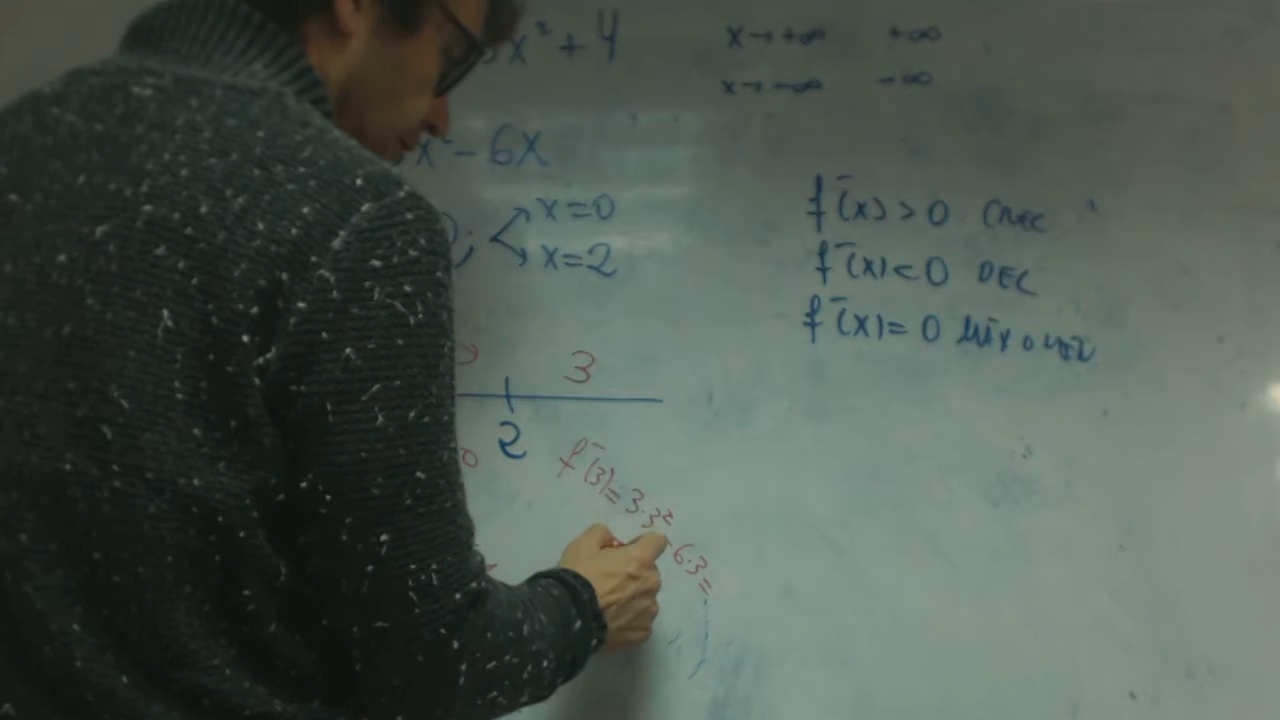 x² + 4
x → +∞ +∞
x → -∞ -∞
x² - 6x
f'(x) > 0 CREC
x = 0
x = 2
f'(x) < 0 DEC
f'(x) = 0
3
2
f'(3) = 3·3² - 6·3 =